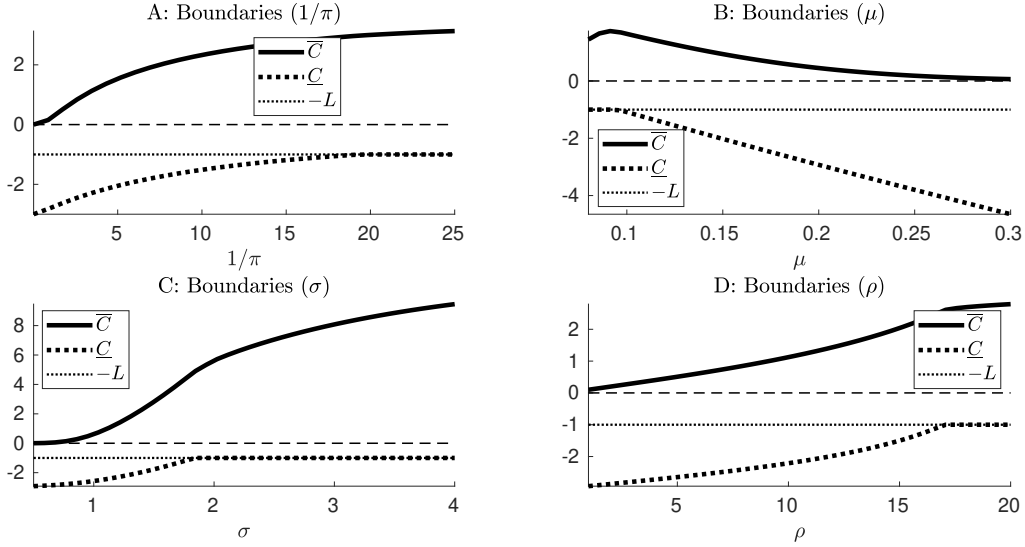 A: Boundaries (1/π)
2
0
-2
C̅
C̲
−L
5
10
15
20
25
1/π
B: Boundaries (μ)
0
-2
-4
C̅
C̲
−L
0.1
0.15
0.2
0.25
0.3
μ
C: Boundaries (σ)
8
6
4
2
0
-2
C̅
C̲
−L
1
2
3
4
σ
D: Boundaries (ρ)
2
1
0
-1
-2
C̅
C̲
−L
5
10
15
20
ρ